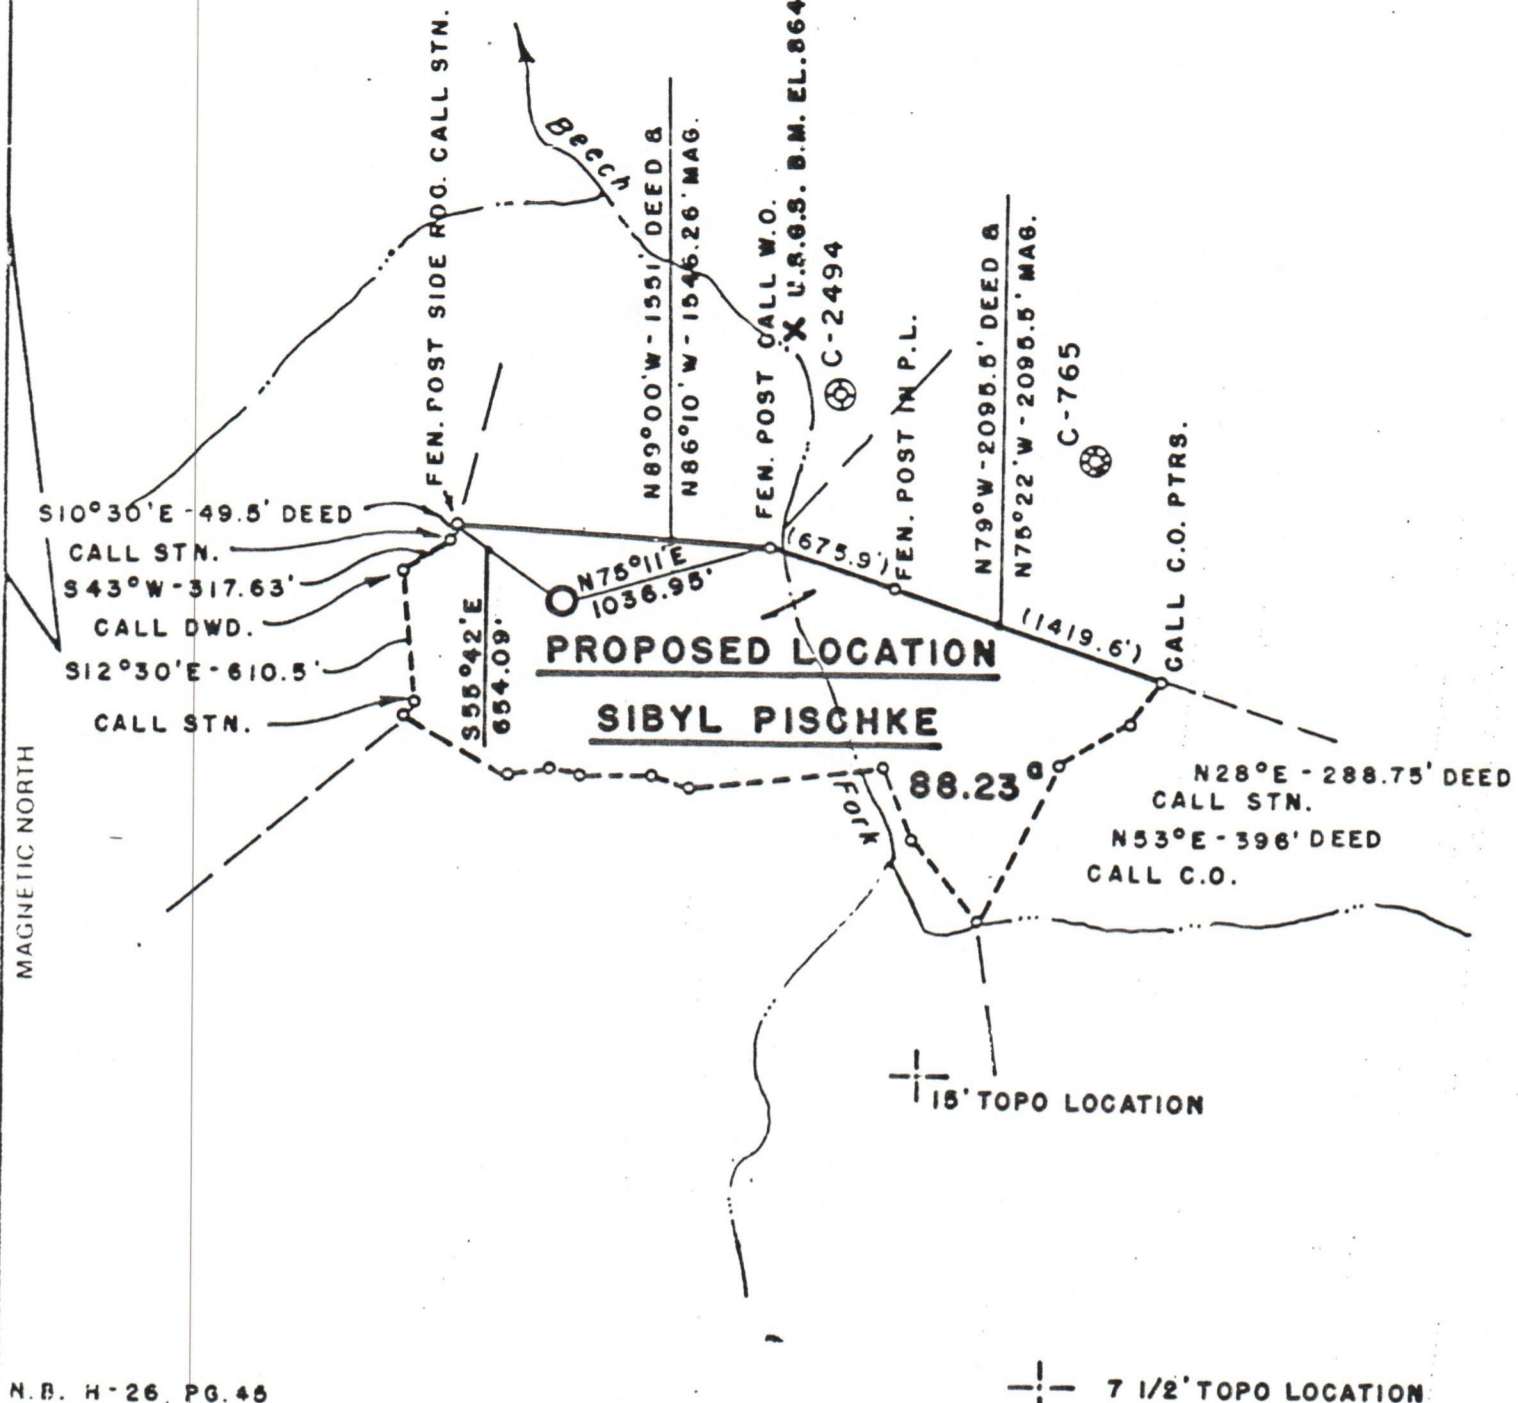 FEN. POST SIDE ROC. CALL STN.
Beech
N89°00'W-1551' DEED &
N86°10'W-1546.26' MAG.
FEN. POST CALL W.O.
X U.S.G.S. B.M. EL.864
C-2494
FEN. POST IN P.L.
N79°W-2095.5' DEED &
N75°22'W-2095.5' MAG.
C-765
CALL C.O. PTRS.
S10°30'E-49.5' DEED
CALL STN.
S43°W-317.63'
CALL DWD.
S12°30'E-610.5'
CALL STN.
N75°11'E
1036.95'
(675.9')
(1419.6')
S55°42'E
654.09'
PROPOSED LOCATION
SIBYL PISCHKE
88.23a
Fork
N28°E-288.75' DEED
CALL STN.
N53°E-396' DEED
CALL C.O.
MAGNETIC NORTH
15' TOPO LOCATION
N.B. H-26 PG.45
7 1/2' TOPO LOCATION